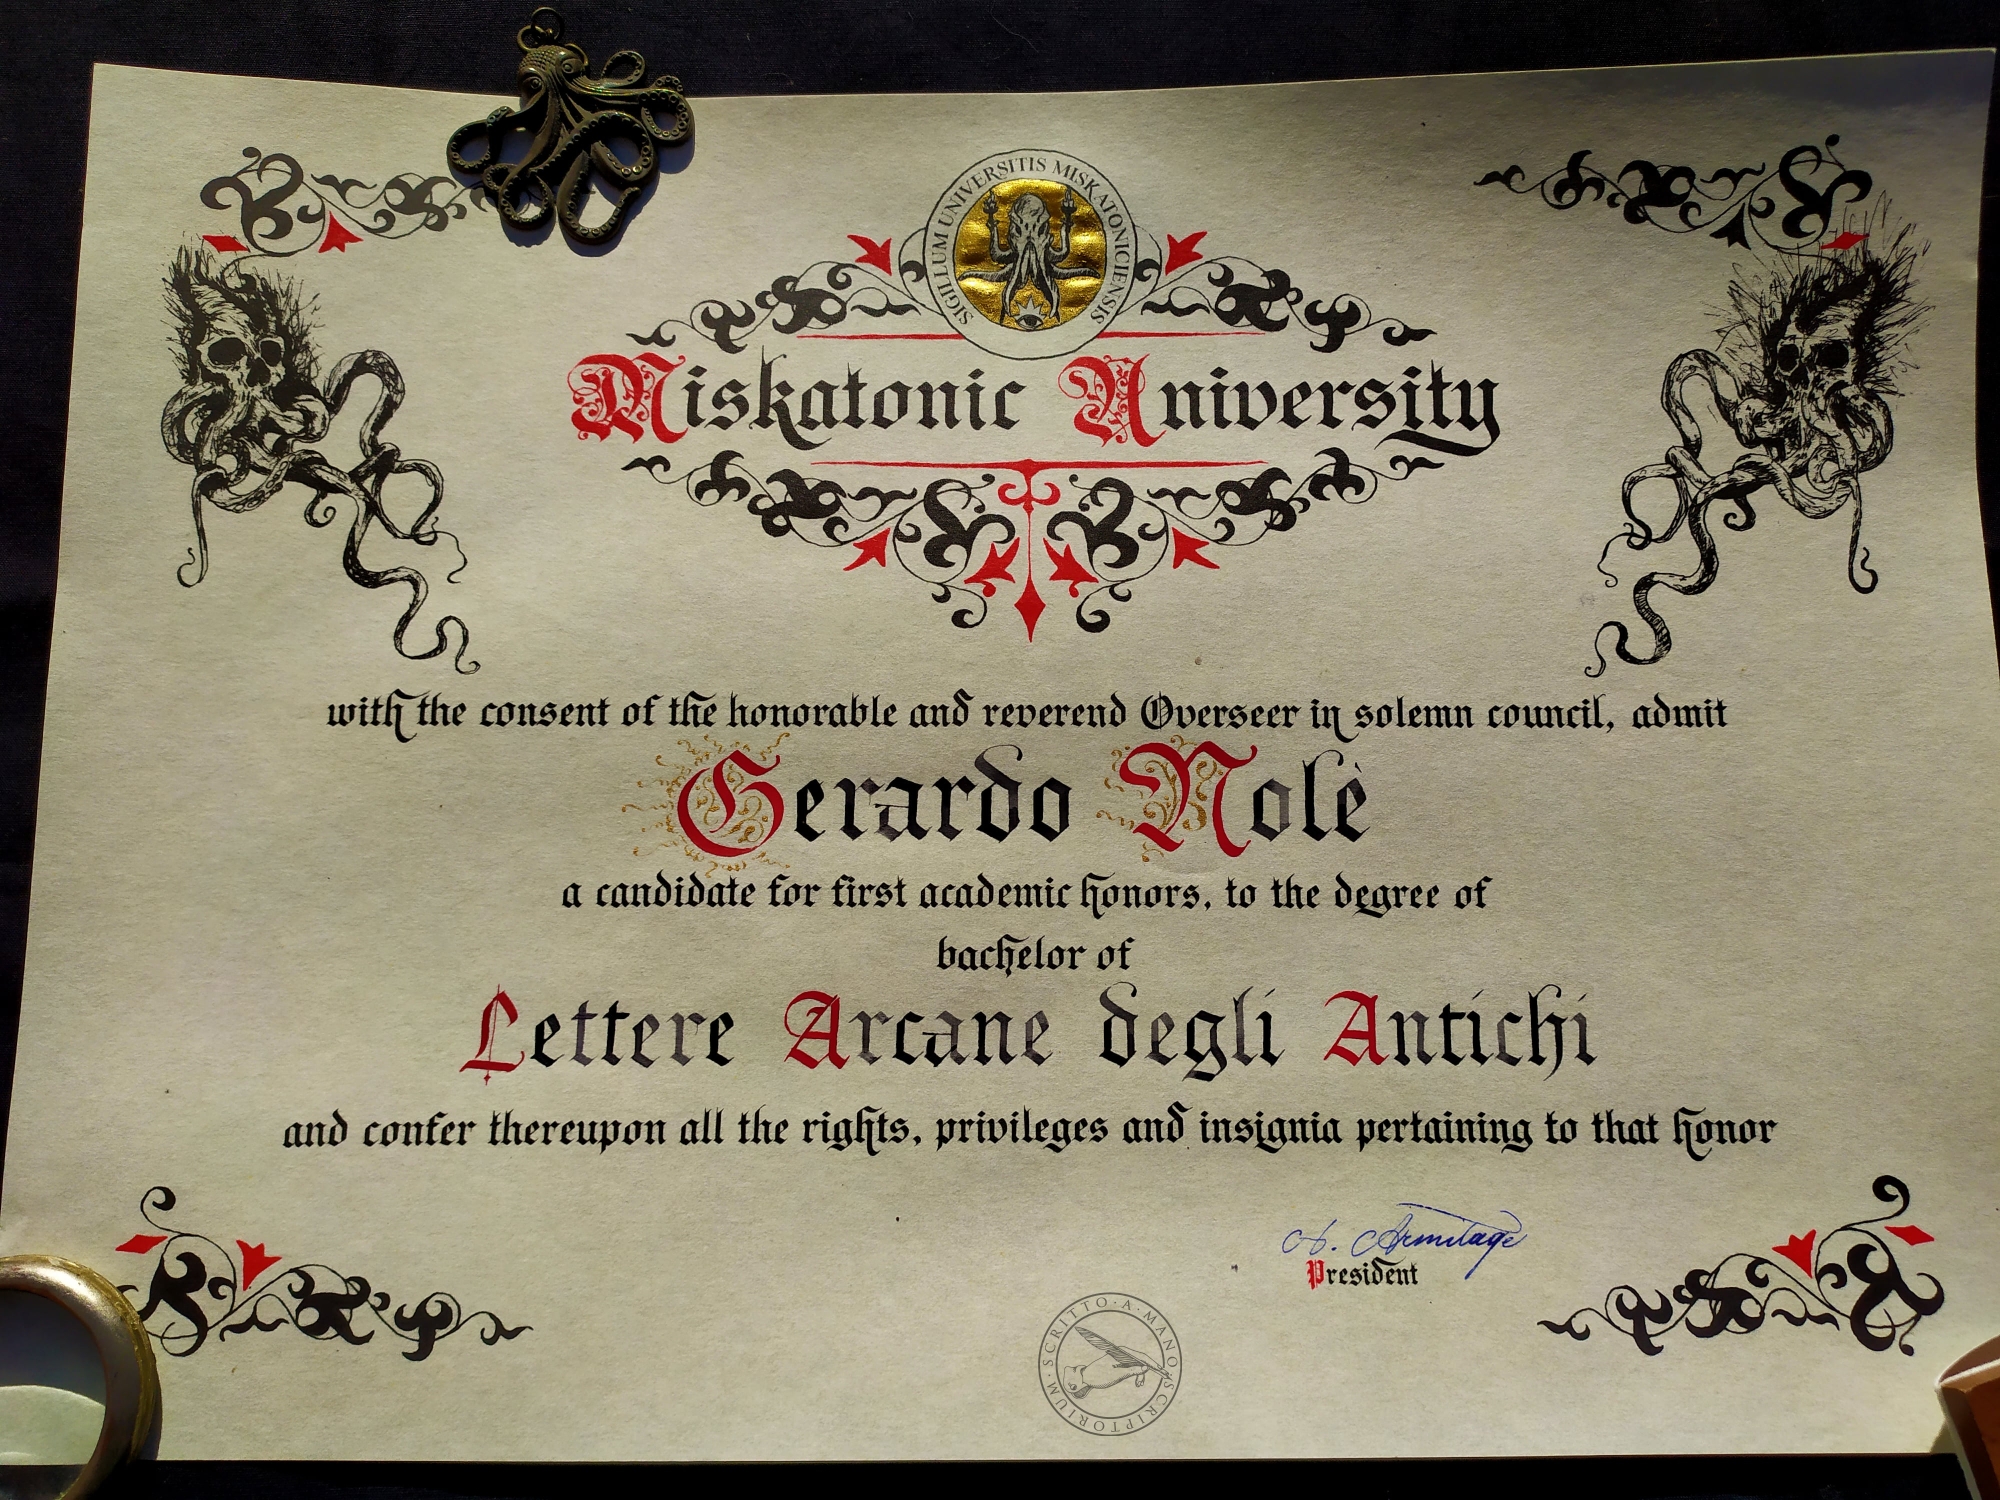 SIGILLUM UNIVERSITIS MISKATONICIENSIS
Miskatonic University
with the consent of the honorable and reverend Overseer in solemn council, admit
Gerardo Nolè
a candidate for first academic honors, to the degree of
bachelor of
Lettere Arcane degli Antichi
and confer thereupon all the rights, privileges and insignia pertaining to that honor
H. Armitage
President
SCRITTO · A · MANO · SCRIPTORIUM · M ·